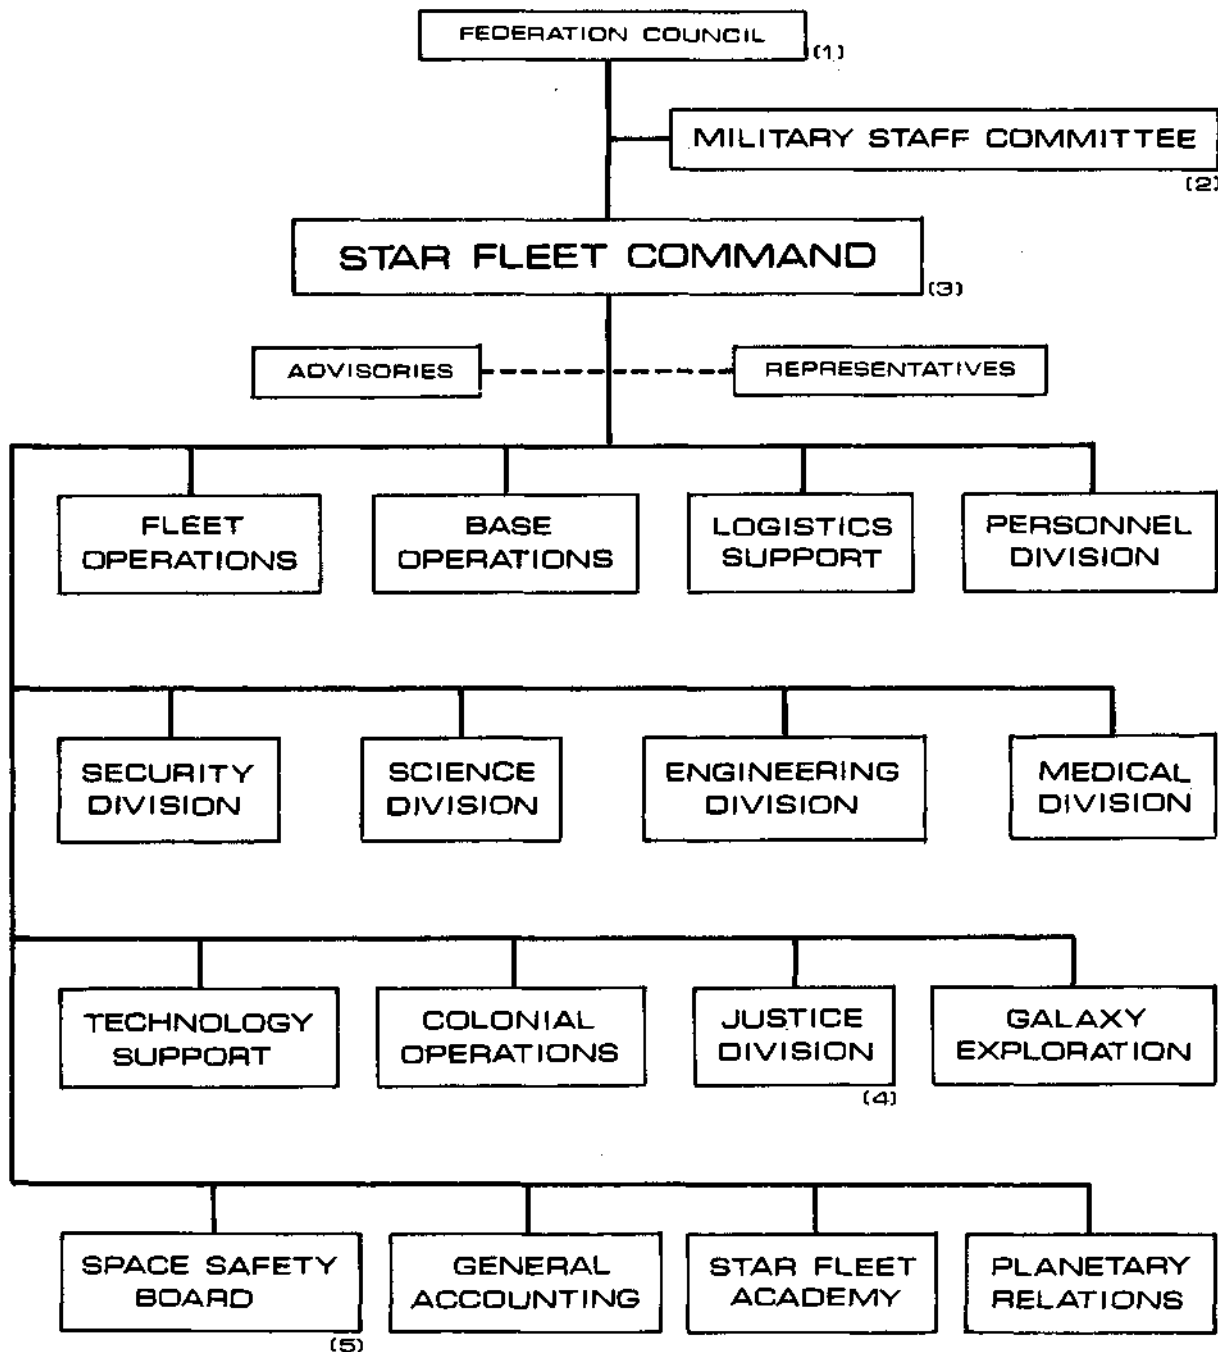 FEDERATION COUNCIL
(1)
MILITARY STAFF COMMITTEE
(2)
STAR FLEET COMMAND
(3)
ADVISORIES
REPRESENTATIVES
FLEET
OPERATIONS
BASE
OPERATIONS
LOGISTICS
SUPPORT
PERSONNEL
DIVISION
SECURITY
DIVISION
SCIENCE
DIVISION
ENGINEERING
DIVISION
MEDICAL
DIVISION
TECHNOLOGY
SUPPORT
COLONIAL
OPERATIONS
JUSTICE
DIVISION
(4)
GALAXY
EXPLORATION
SPACE SAFETY
BOARD
(5)
GENERAL
ACCOUNTING
STAR FLEET
ACADEMY
PLANETARY
RELATIONS